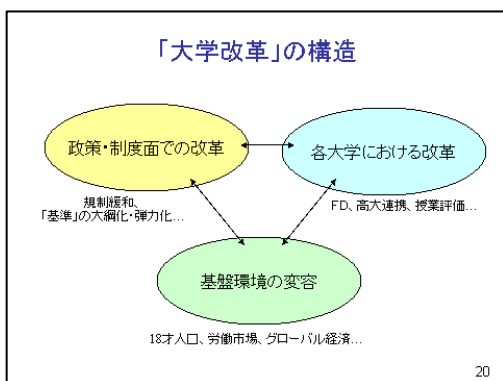 「大学改革」の構造
政策・制度面での改革
各大学における改革
規制緩和、
「基準」の大綱化・弾力化…
FD、高大連携、授業評価…
基盤環境の変容
18才人口、労働市場、グローバル経済…
20